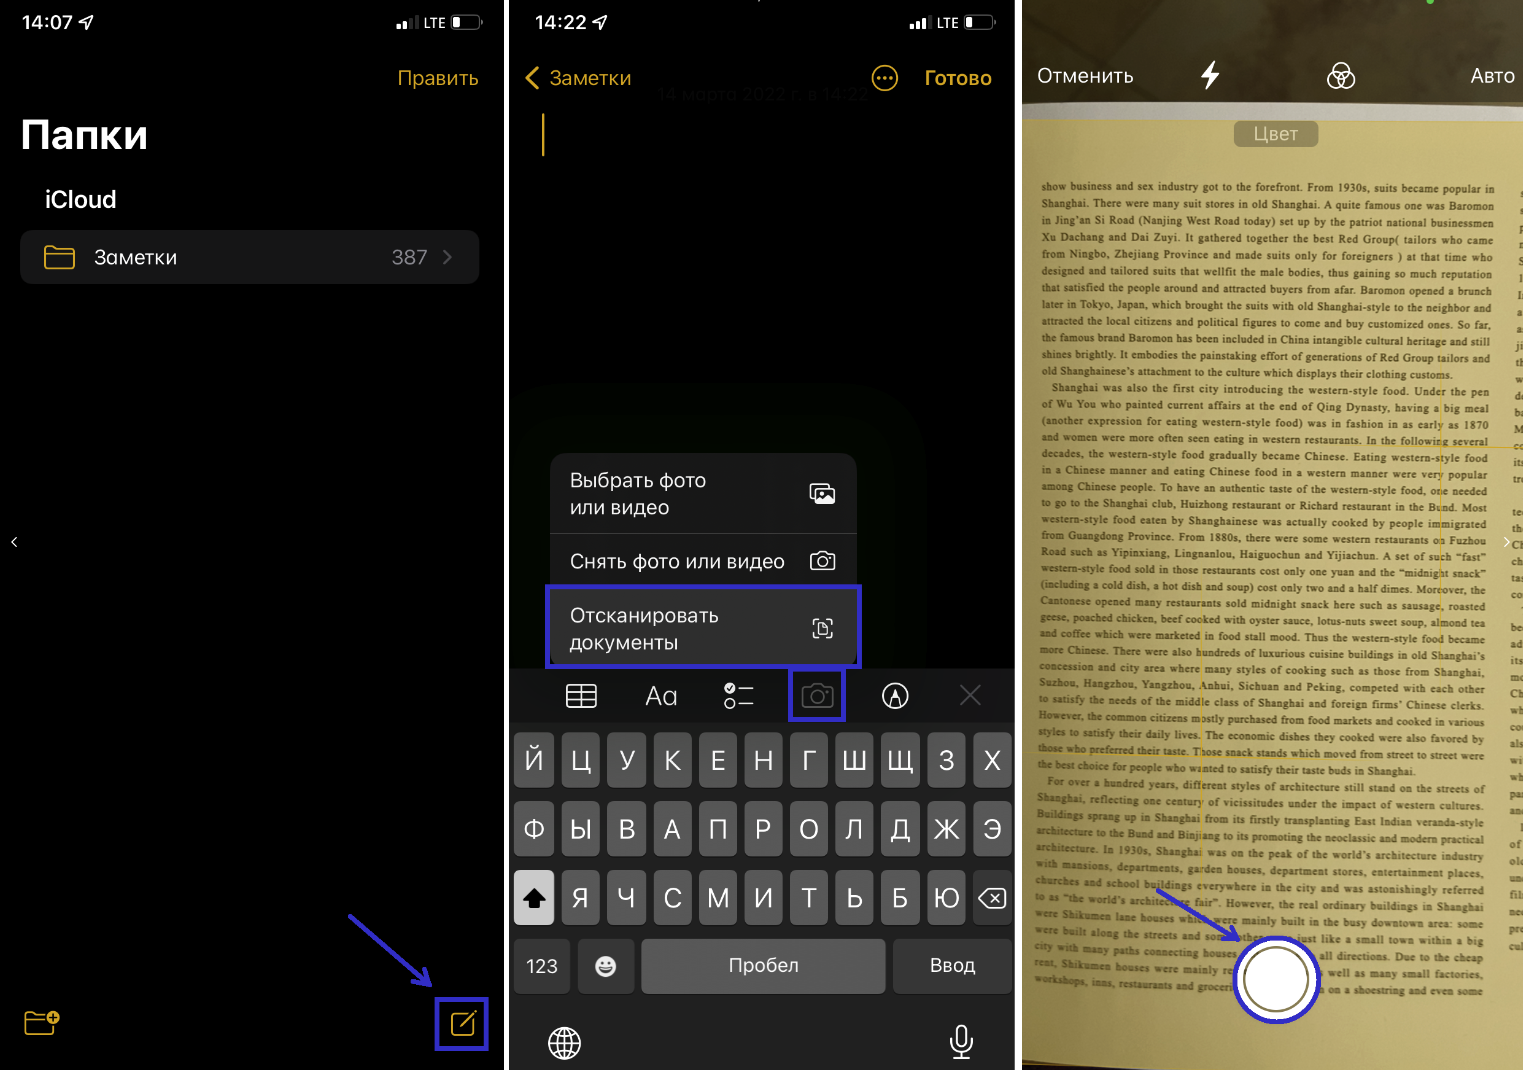 14:07
LTE
Править
Папки
iCloud
Заметки 387
14:22
LTE
Заметки
Готово
14 марта 2022 г. в 14:22
Выбрать фото
или видео
Снять фото или видео
Отсканировать
документы
Aa
Й Ц У К Е Н Г Ш Щ З Х
Ф Ы В А П Р О Л Д Ж Э
Я Ч С М И Т Ь Б Ю
123 Пробел Ввод
Отменить
Авто
Цвет
show business and sex industry got to the forefront. From 1930s, suits became popular in
Shanghai. There were many suit stores in old Shanghai. A quite famous one was Baromon
in Jing'an Si Road (Nanjing West Road today) set up by the patriot national businessmen
Xu Dachang and Dai Zuyi. It gathered together the best Red Group( tailors who came
from Ningbo, Zhejiang Province and made suits only for foreigners ) at that time who
designed and tailored suits that wellfit the male bodies, thus gaining so much reputation
that satisfied the people around and attracted buyers from afar. Baromon opened a brunch
later in Tokyo, Japan, which brought the suits with old Shanghai-style to the neighbor and
attracted the local citizens and political figures to come and buy customized ones. So far,
the famous brand Baromon has been included in China intangible cultural heritage and still
shines brightly. It embodies the painstaking effort of generations of Red Group tailors and
old Shanghainese's attachment to the culture which displays their clothing customs.
Shanghai was also the first city introducing the western-style food. Under the pen
of Wu You who painted current affairs at the end of Qing Dynasty, having a big meal
(another expression for eating western-style food) was in fashion in as early as 1870
and women were more often seen eating in western restaurants. In the following several
decades, the western-style food gradually became Chinese. Eating western-style food
in a Chinese manner and eating Chinese food in a western manner were very popular
among Chinese people. To have an authentic taste of the western-style food, one needed
to go to the Shanghai club, Huizhong restaurant or Richard restaurant in the Bund. Most
western-style food eaten by Shanghainese was actually cooked by people immigrated
from Guangdong Province. From 1880s, there were some western restaurants on Fuzhou
Road such as Yipinxiang, Lingnanlou, Haiguochun and Yijiachun. A set of such “fast”
western-style food sold in those restaurants cost only one yuan and the “midnight snack”
(including a cold dish, a hot dish and soup) cost only two and a half dimes. Moreover, the
Cantonese opened many restaurants sold midnight snack here such as sausage, roasted
geese, poached chicken, beef cooked with oyster sauce, lotus-nuts sweet soup, almond tea
and coffee which were marketed in food stall mood. Thus the western-style food became
more Chinese. There were also hundreds of luxurious cuisine buildings in old Shanghai's
concession and city area where many styles of cooking such as those from Shanghai,
Suzhou, Hangzhou, Yangzhou, Anhui, Sichuan and Peking, competed with each other
to satisfy the needs of the middle class of Shanghai and foreign firms' Chinese clerks.
However, the common citizens mostly purchased from food markets and cooked in various
styles to satisfy their daily lives. The economic dishes they cooked were also favored by
those who preferred their taste. Those snack stands which moved from street to street were
the best choice for people who wanted to satisfy their taste buds in Shanghai.
For over a hundred years, different styles of architecture still stand on the streets of
Shanghai, reflecting one century of vicissitudes under the impact of western cultures.
Buildings sprang up in Shanghai from its firstly transplanting East Indian veranda-style
architecture to the Bund and Binjiang to its promoting the neoclassic and modern practical
architecture. In 1930s, Shanghai was on the peak of the world's architecture industry
with mansions, departments, garden houses, department stores, entertainment places,
churches and school buildings everywhere in the city and was astonishingly referred
to as “the world's architecture fair”. However, the real ordinary buildings in Shanghai
were Shikumen lane houses which were mainly built in the busy downtown area: some
were built along the streets and some just like a small town within a big
city with many paths connecting houses all directions. Due to the cheap
rent, Shikumen houses were mainly well as many small factories,
workshops, inns, restaurants and on a shoestring and even some